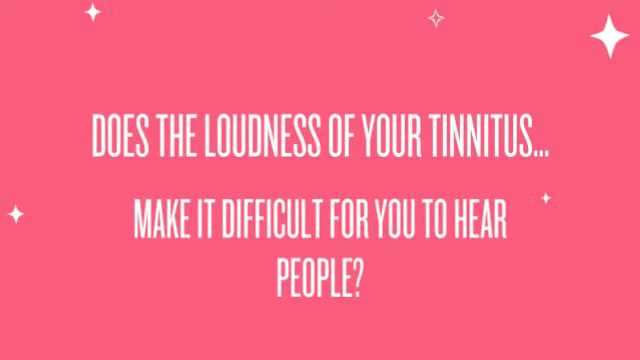 DOES THE LOUDNESS OF YOUR TINNITUS...
MAKE IT DIFFICULT FOR YOU TO HEAR
PEOPLE?